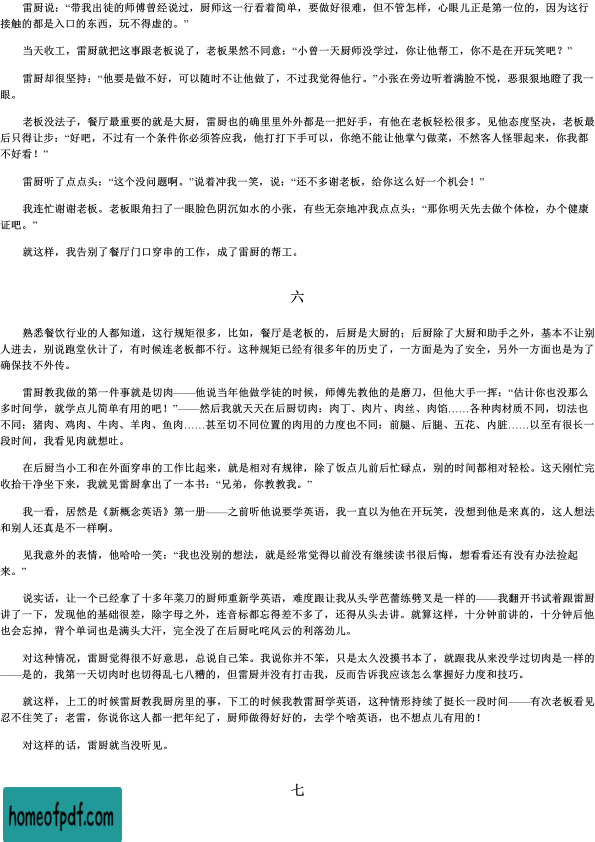 雷厨说：“带我出徒的师傅曾经说过，厨师这一行看着简单，要做好很难，但不管怎样，心眼儿正是第一位的，因为这行
接触的都是入口的东西，玩不得虚的。”
当天收工，雷厨就把这事跟老板说了，老板果然不同意：“小曾一天厨师没学过，你让他帮工，你不是在开玩笑吧？”
雷厨却很坚持：“他要是做不好，可以随时不让他做了，不过我觉得他行。”小张在旁边听着满脸不悦，恶狠狠地瞪了我一
眼。
老板没法子，餐厅最重要的就是大厨，雷厨也的确里里外外都是一把好手，有他在老板轻松很多。见他态度坚决，老板最
后只得让步：“好吧，不过有一个条件你必须答应我，他打打下手可以，你绝不能让他掌勺做菜，不然客人怪罪起来，你我都
不好看！”
雷厨听了点点头：“这个没问题啊。”说着冲我一笑，说：“还不多谢老板，给你这么好一个机会！”
我连忙谢谢老板。老板眼角扫了一眼脸色阴沉如水的小张，有些无奈地冲我点点头：“那你明天先去做个体检，办个健康
证吧。”
就这样，我告别了餐厅门口穿串的工作，成了雷厨的帮工。
六
熟悉餐饮行业的人都知道，这行规矩很多，比如，餐厅是老板的，后厨是大厨的；后厨除了大厨和助手之外，基本不让别
人进去，别说跑堂伙计了，有时候连老板都不行。这种规矩已经有很多年的历史了，一方面是为了安全，另外一方面也是为了
确保技不外传。
雷厨教我做的第一件事就是切肉——他说当年他做学徒的时候，师傅先教他的是磨刀，但他大手一挥：“估计你也没那么
多时间学，就学点儿简单有用的吧！”——然后我就天天在后厨切肉：肉丁、肉片、肉丝、肉馅……各种肉材质不同，切法也
不同：猪肉、鸡肉、牛肉、羊肉、鱼肉……甚至切不同位置的肉用的力度也不同：前腿、后腿、五花、内脏……以至有很长一
段时间，我看见肉就想吐。
在后厨当小工和在外面穿串的工作比起来，就是相对有规律，除了饭点儿前后忙碌点，别的时间都相对轻松。这天刚忙完
收拾干净坐下来，我就见雷厨拿出了一本书：“兄弟，你教教我。”
我一看，居然是《新概念英语》第一册——之前听他说要学英语，我一直以为他在开玩笑，没想到他是来真的，这人想法
和别人还真是不一样啊。
见我意外的表情，他哈哈一笑：“我也没别的想法，就是经常觉得以前没有继续读书很后悔，想看看还有没有办法捡起
来。”
说实话，让一个已经拿了十多年菜刀的厨师重新学英语，难度跟让我从头学芭蕾练劈叉是一样的——我翻开书试着跟雷厨
讲了一下，发现他的基础很差，除字母之外，连音标都忘得差不多了，还得从头去讲。就算这样，十分钟前讲的，十分钟后他
也会忘掉，背个单词也是满头大汗，完全没了在后厨叱咤风云的利落劲儿。
对这种情况，雷厨觉得很不好意思，总说自己笨。我说你并不笨，只是太久没摸书本了，就跟我从来没学过切肉是一样的
——是的，我第一天切肉时也切得乱七八糟的，但雷厨并没有打击我，反而告诉我应该怎么掌握好力度和技巧。
就这样，上工的时候雷厨教我厨房里的事，下工的时候我教雷厨学英语，这种情形持续了挺长一段时间——有次老板看见
忍不住笑了：老雷，你说你这人都一把年纪了，厨师做得好好的，去学个啥英语，也不想点儿有用的！
对这样的话，雷厨就当没听见。
七
homeofpdf.com